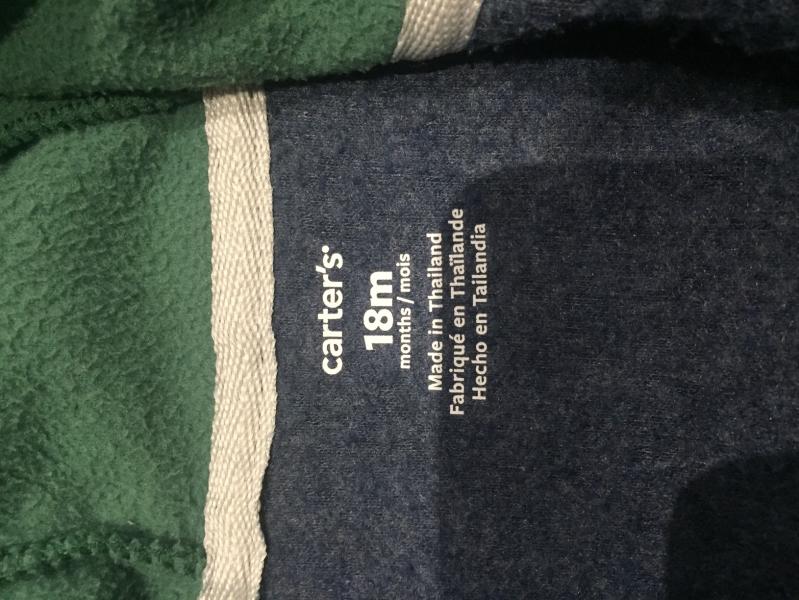 carter's
18m
months / mois
Made in Thailand
Fabriqué en Thaïlande
Hecho en Tailandia